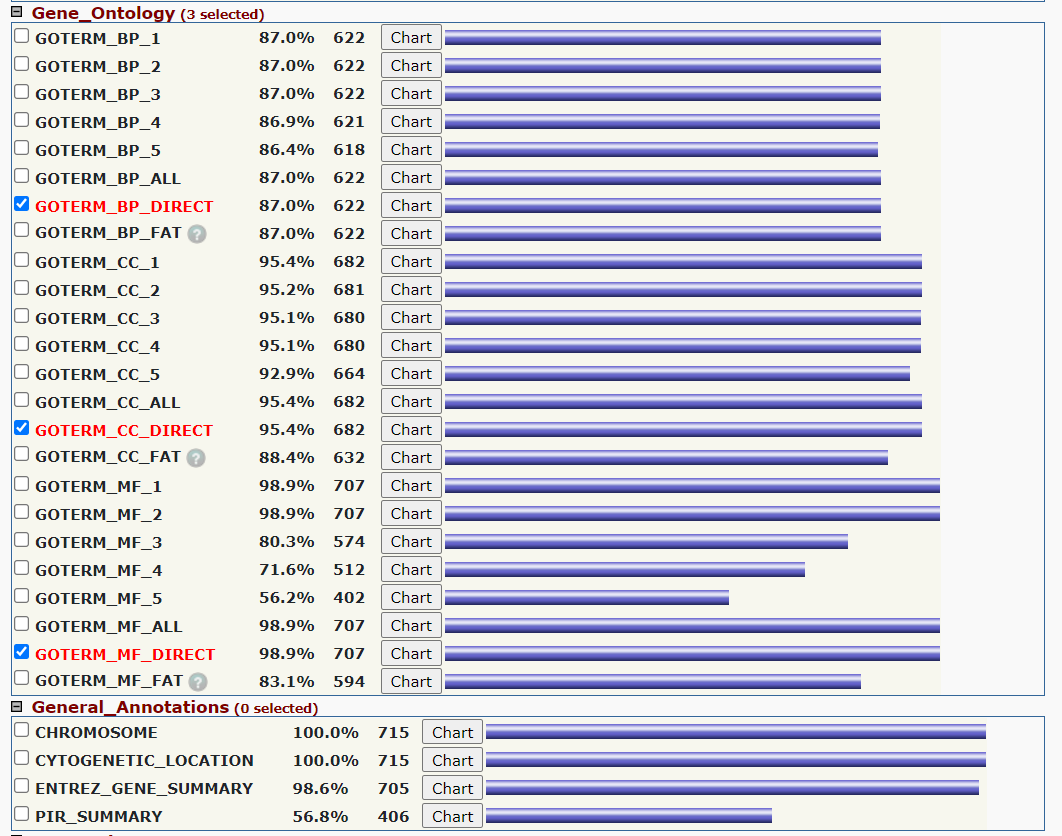 Gene_Ontology (3 selected)
GOTERM_BP_1 87.0% 622 Chart
GOTERM_BP_2 87.0% 622 Chart
GOTERM_BP_3 87.0% 622 Chart
GOTERM_BP_4 86.9% 621 Chart
GOTERM_BP_5 86.4% 618 Chart
GOTERM_BP_ALL 87.0% 622 Chart
GOTERM_BP_DIRECT 87.0% 622 Chart
GOTERM_BP_FAT ? 87.0% 622 Chart
GOTERM_CC_1 95.4% 682 Chart
GOTERM_CC_2 95.2% 681 Chart
GOTERM_CC_3 95.1% 680 Chart
GOTERM_CC_4 95.1% 680 Chart
GOTERM_CC_5 92.9% 664 Chart
GOTERM_CC_ALL 95.4% 682 Chart
GOTERM_CC_DIRECT 95.4% 682 Chart
GOTERM_CC_FAT ? 88.4% 632 Chart
GOTERM_MF_1 98.9% 707 Chart
GOTERM_MF_2 98.9% 707 Chart
GOTERM_MF_3 80.3% 574 Chart
GOTERM_MF_4 71.6% 512 Chart
GOTERM_MF_5 56.2% 402 Chart
GOTERM_MF_ALL 98.9% 707 Chart
GOTERM_MF_DIRECT 98.9% 707 Chart
GOTERM_MF_FAT ? 83.1% 594 Chart
General_Annotations (0 selected)
CHROMOSOME 100.0% 715 Chart
CYTOGENETIC_LOCATION 100.0% 715 Chart
ENTREZ_GENE_SUMMARY 98.6% 705 Chart
PIR_SUMMARY 56.8% 406 Chart